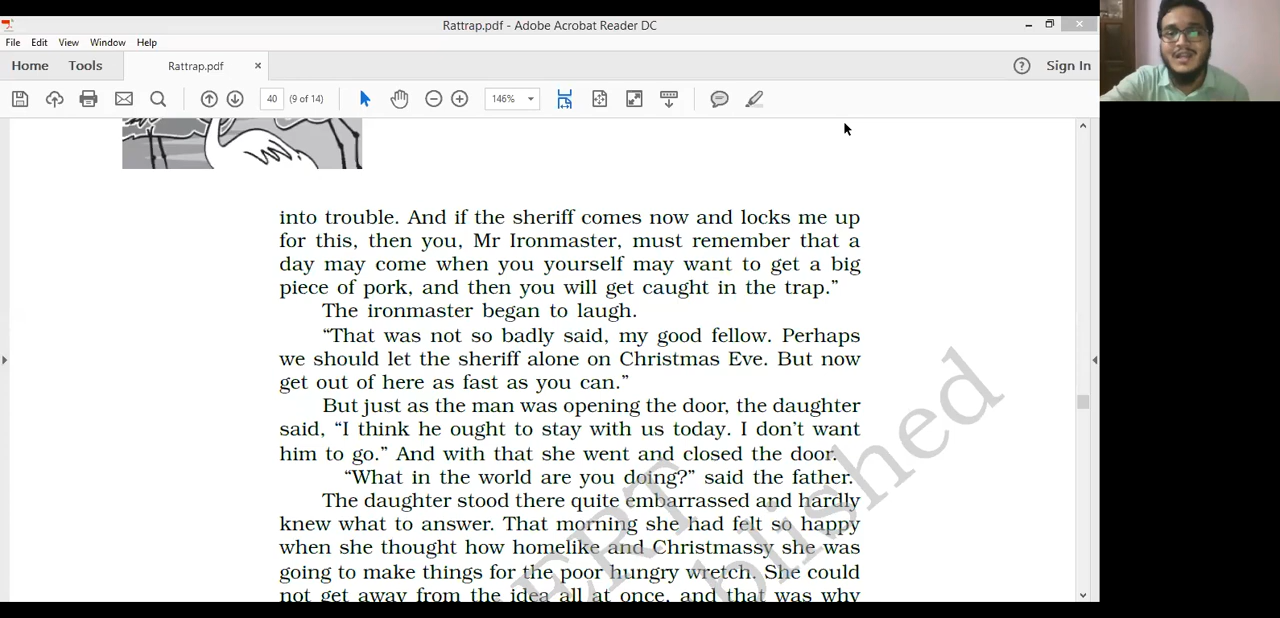 Rattrap.pdf - Adobe Acrobat Reader DC
File Edit View Window Help
Home Tools Rattrap.pdf × Sign In
40 (9 of 14) 146%
into trouble. And if the sheriff comes now and locks me up
for this, then you, Mr Ironmaster, must remember that a
day may come when you yourself may want to get a big
piece of pork, and then you will get caught in the trap.”
The ironmaster began to laugh.
“That was not so badly said, my good fellow. Perhaps
we should let the sheriff alone on Christmas Eve. But now
get out of here as fast as you can.”
But just as the man was opening the door, the daughter
said, “I think he ought to stay with us today. I don’t want
him to go.” And with that she went and closed the door.
“What in the world are you doing?” said the father.
The daughter stood there quite embarrassed and hardly
knew what to answer. That morning she had felt so happy
when she thought how homelike and Christmassy she was
going to make things for the poor hungry wretch. She could
not get away from the idea all at once, and that was why
ERT
blished